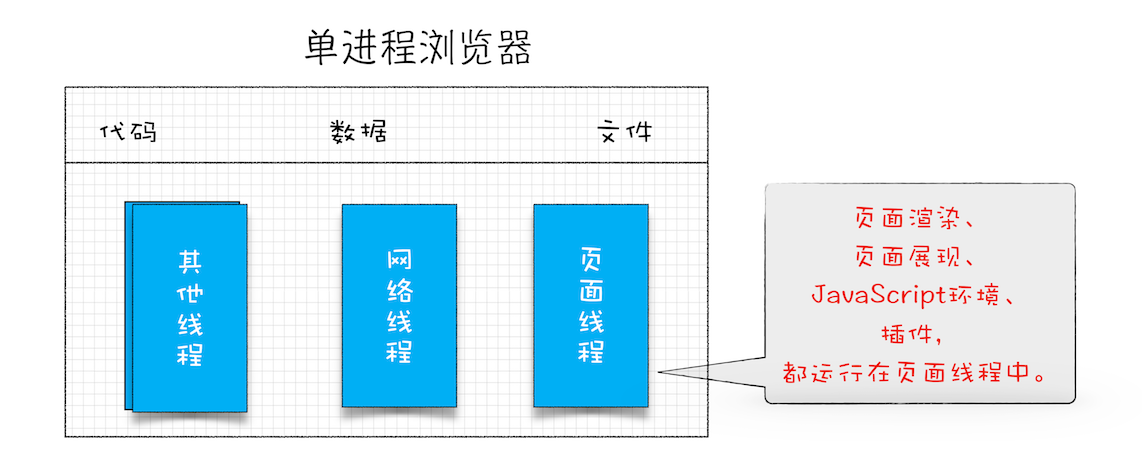 单进程浏览器
代码
数据
文件
其他线程
网络线程
页面线程
页面渲染、
页面展现、
JavaScript环境、
插件，
都运行在页面线程中。